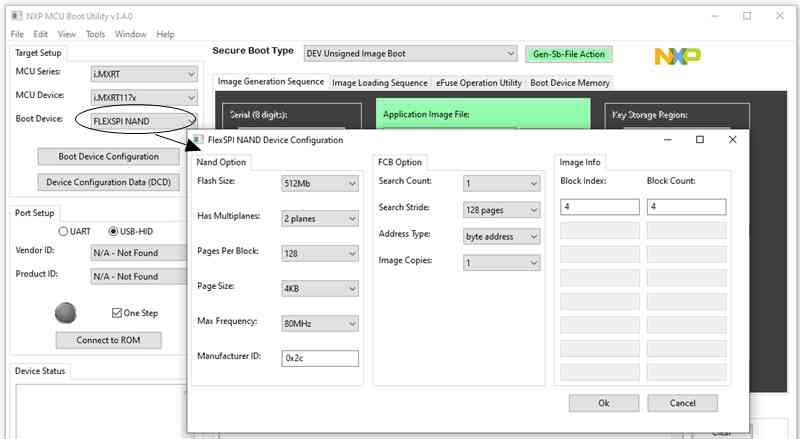 NXP MCU Boot Utility v3.4.0
File Edit View Tools Window Help
Target Setup
MCU Series: i.MXRT
MCU Device: i.MXRT117x
Boot Device: FLEXSPI NAND
Boot Device Configuration
Device Configuration Data (DCD)
Port Setup
UART USB-HID
Vendor ID: N/A - Not Found
Product ID: N/A - Not Found
One Step
Connect to ROM
Device Status
Secure Boot Type DEV Unsigned Image Boot Gen-Sb-File Action NXP
Image Generation Sequence Image Loading Sequence eFuse Operation Utility Boot Device Memory
Serial (8 digits): Application Image File: Key Storage Region:
FlexSPI NAND Device Configuration
Nand Option
Flash Size: 512Mb
Has Multiplanes: 2 planes
Pages Per Block: 128
Page Size: 4KB
Max Frequency: 80MHz
Manufacturer ID: 0x2c
FCB Option
Search Count: 1
Search Stride: 128 pages
Address Type: byte address
Image Copies: 1
Image Info
Block Index: Block Count:
4 4
Ok Cancel